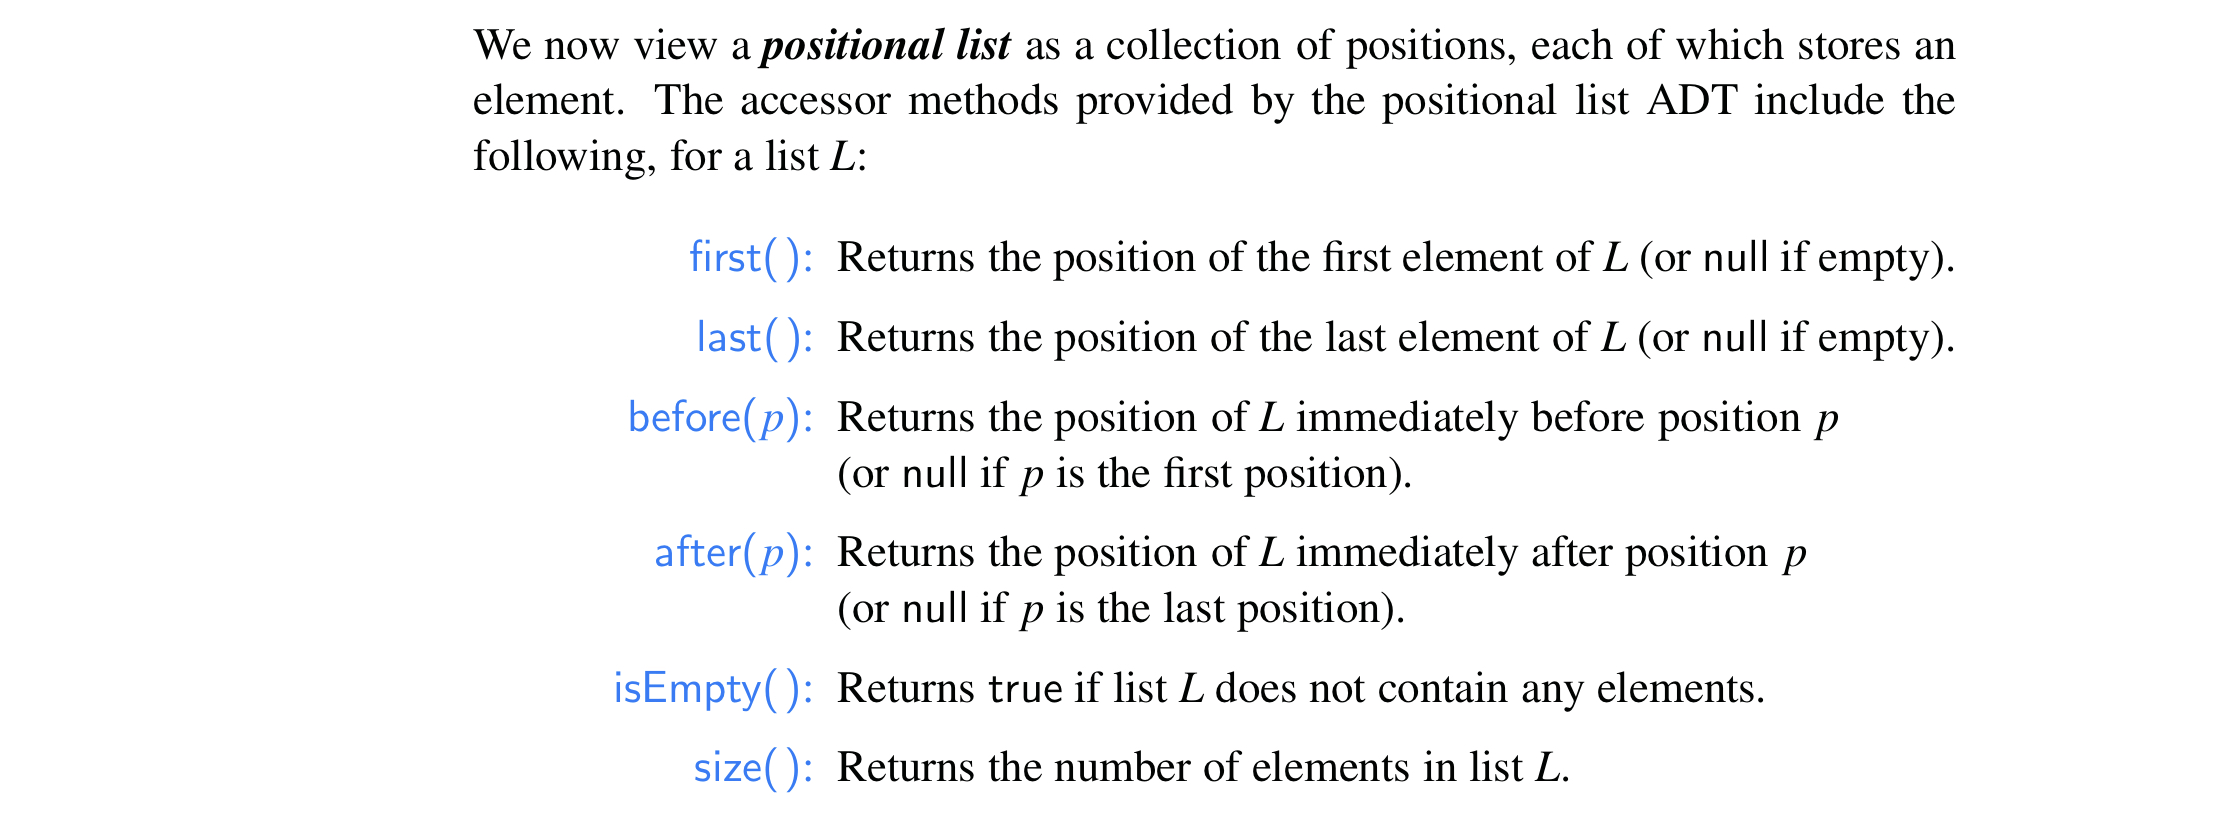 We now view a positional list as a collection of positions, each of which stores an
element. The accessor methods provided by the positional list ADT include the
following, for a list L:
first( ): Returns the position of the first element of L (or null if empty).
last( ): Returns the position of the last element of L (or null if empty).
before(p): Returns the position of L immediately before position p
(or null if p is the first position).
after(p): Returns the position of L immediately after position p
(or null if p is the last position).
isEmpty( ): Returns true if list L does not contain any elements.
size( ): Returns the number of elements in list L.